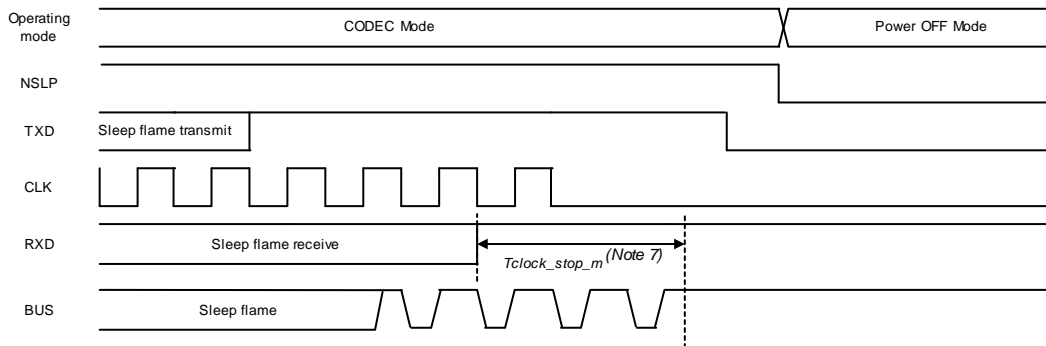 Operating
mode
CODEC Mode
Power OFF Mode
NSLP
TXD
Sleep flame transmit
CLK
RXD
Sleep flame receive
Tclock_stop_m (Note 7)
BUS
Sleep flame